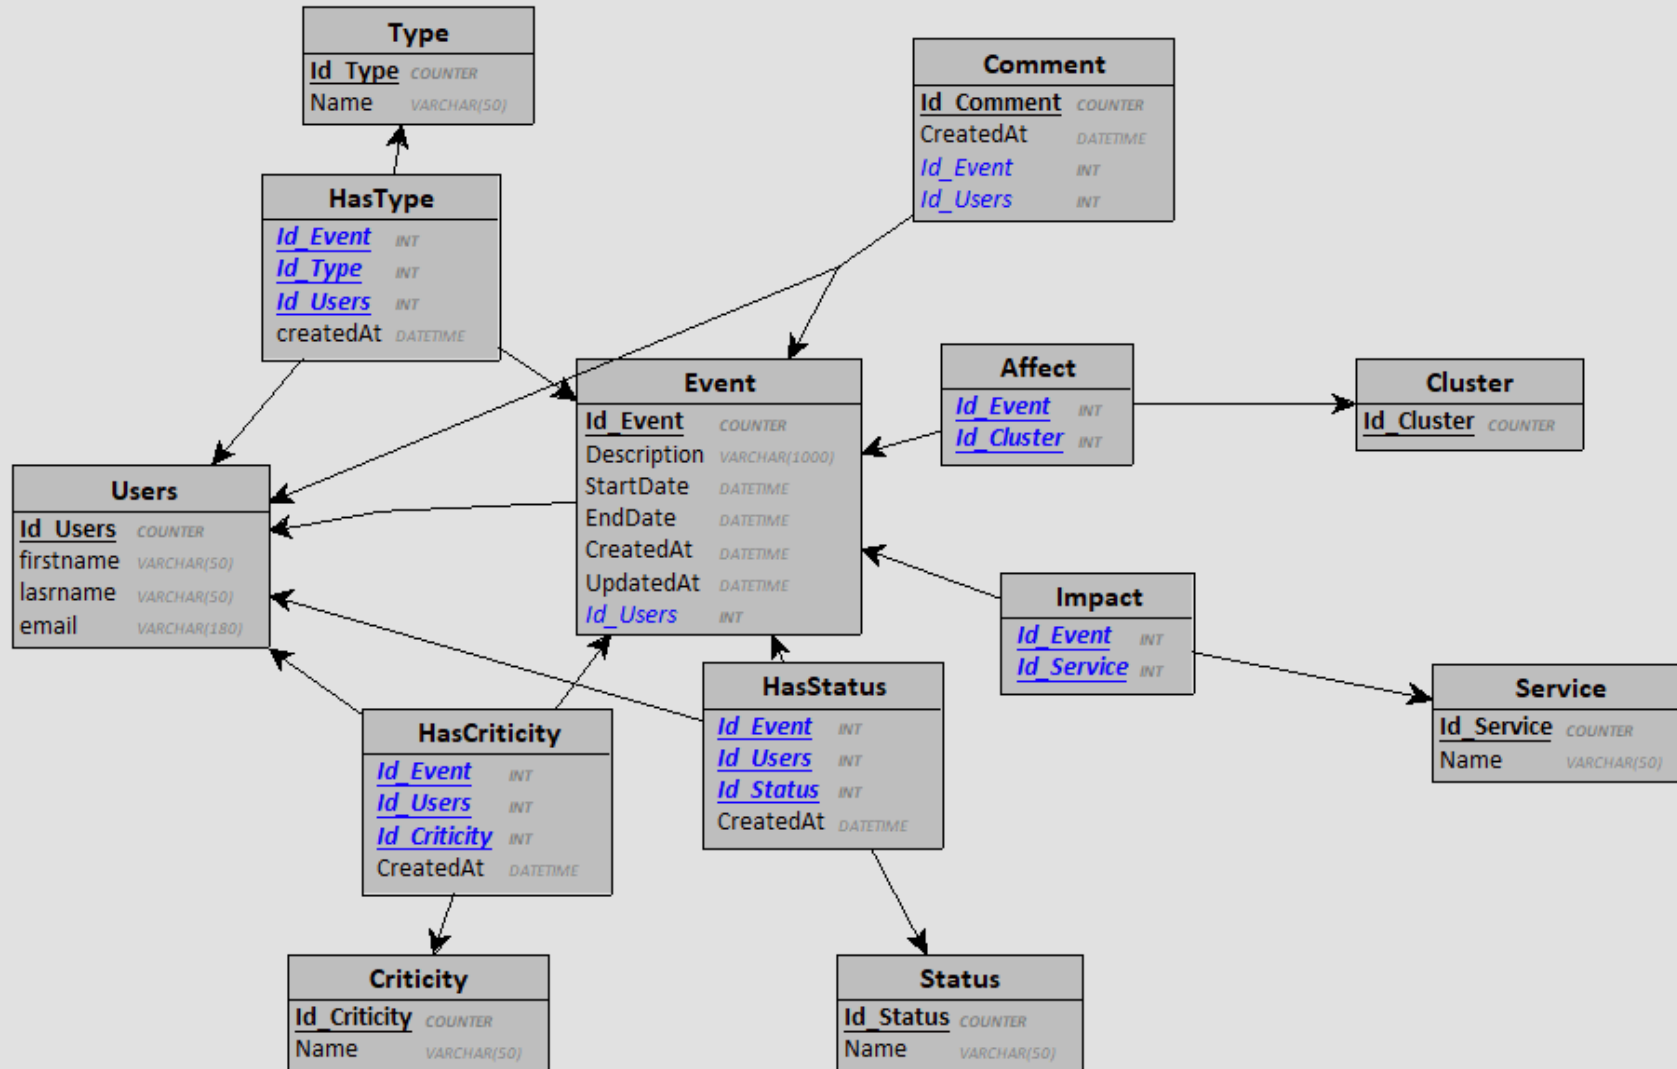 Type
Id_Type COUNTER
Name VARCHAR(50)
Comment
Id_Comment COUNTER
CreatedAt DATETIME
Id_Event INT
Id_Users INT
HasType
Id_Event INT
Id_Type INT
Id_Users INT
createdAt DATETIME
Event
Id_Event COUNTER
Description VARCHAR(1000)
StartDate DATETIME
EndDate DATETIME
CreatedAt DATETIME
UpdatedAt DATETIME
Id_Users INT
Affect
Id_Event INT
Id_Cluster INT
Cluster
Id_Cluster COUNTER
Users
Id_Users COUNTER
firstname VARCHAR(50)
lasrname VARCHAR(50)
email VARCHAR(180)
Impact
Id_Event INT
Id_Service INT
Service
Id_Service COUNTER
Name VARCHAR(50)
HasStatus
Id_Event INT
Id_Users INT
Id_Status INT
CreatedAt DATETIME
HasCriticity
Id_Event INT
Id_Users INT
Id_Criticity INT
CreatedAt DATETIME
Criticity
Id_Criticity COUNTER
Name VARCHAR(50)
Status
Id_Status COUNTER
Name VARCHAR(50)